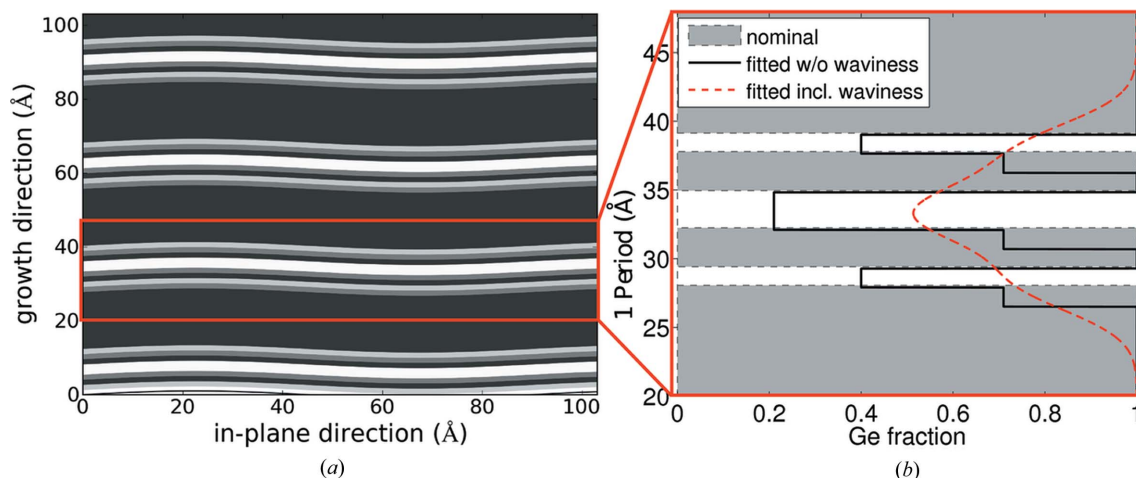 100
80
60
40
20
0
growth direction (Å)
0 20 40 60 80 100
in-plane direction (Å)
(a)
nominal
fitted w/o waviness
fitted incl. waviness
45
40
35
30
25
20
1 Period (Å)
0 0.2 0.4 0.6 0.8 1
Ge fraction
(b)